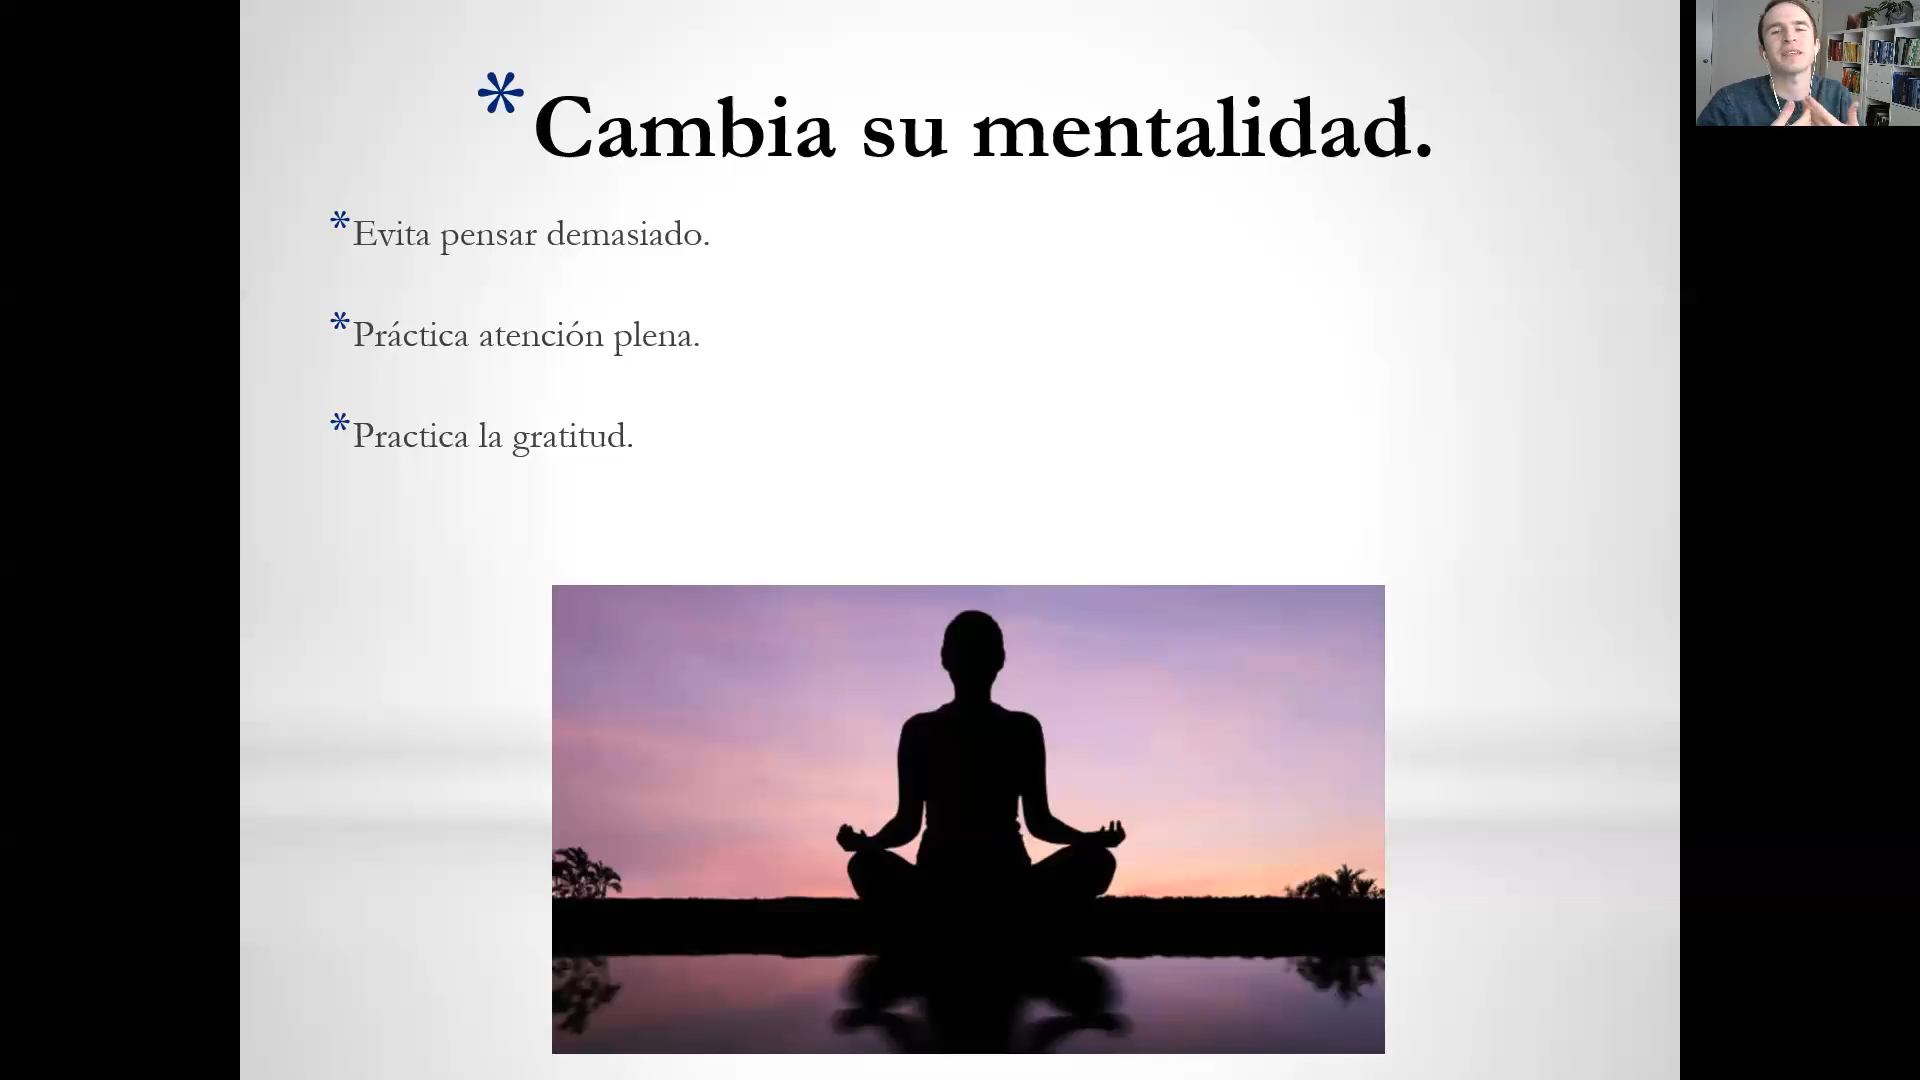 * Cambia su mentalidad.
* Evita pensar demasiado.
* Práctica atención plena.
* Practica la gratitud.